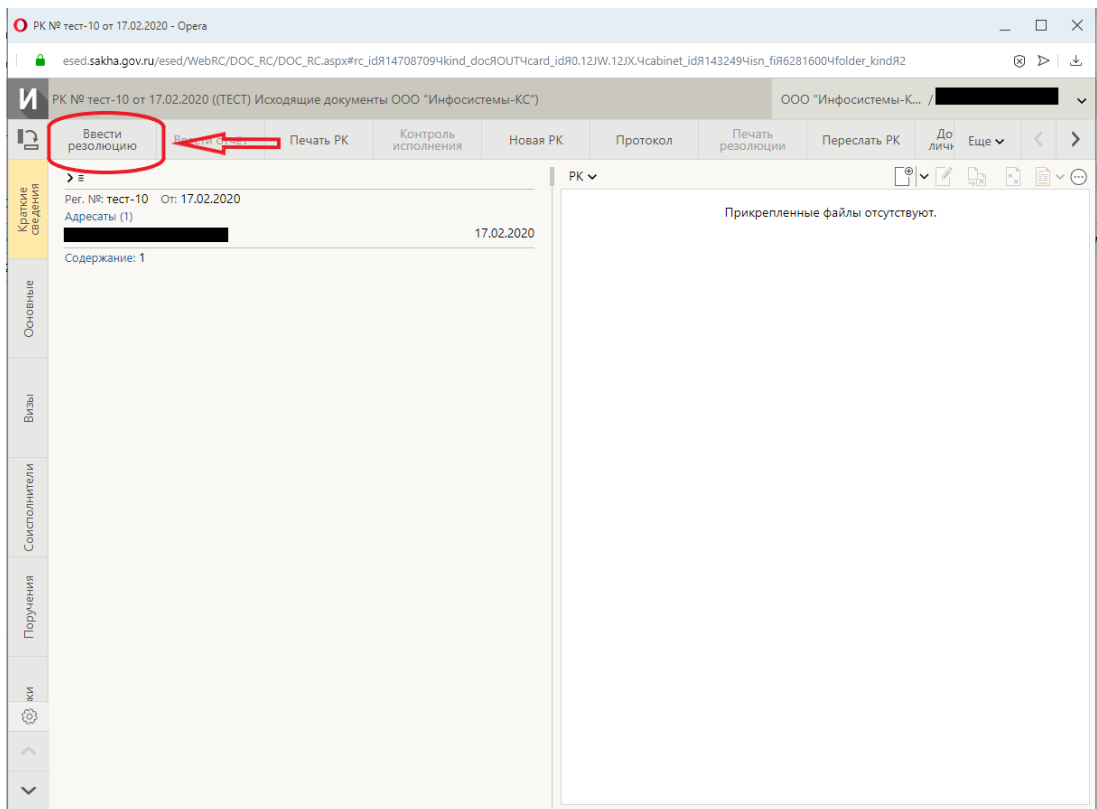 РК № тест-10 от 17.02.2020 - Opera
esed.sakha.gov.ru/esed/WebRC/DOC_RC/DOC_RC.aspx#rc_idЯ14708709Чkind_docЯOUTЧcard_idЯ0.12JW.12JX.Чcabinet_idЯ143249Чisn_fiЯ6281600Чfolder_kindЯ2
И
РК № тест-10 от 17.02.2020 ((ТЕСТ) Исходящие документы ООО "Инфосистемы-КС")
ООО "Инфосистемы-К... /
Ввести
резолюцию
Ввести отчёт
Печать РК
Контроль
исполнения
Новая РК
Протокол
Печать
резолюции
Переслать РК
До
личн
Еще
Краткие
сведения
Основные
Визы
Соисполнители
Поручения
ки
Рег. №: тест-10 От: 17.02.2020
Адресаты (1)
17.02.2020
Содержание: 1
РК
Прикрепленные файлы отсутствуют.